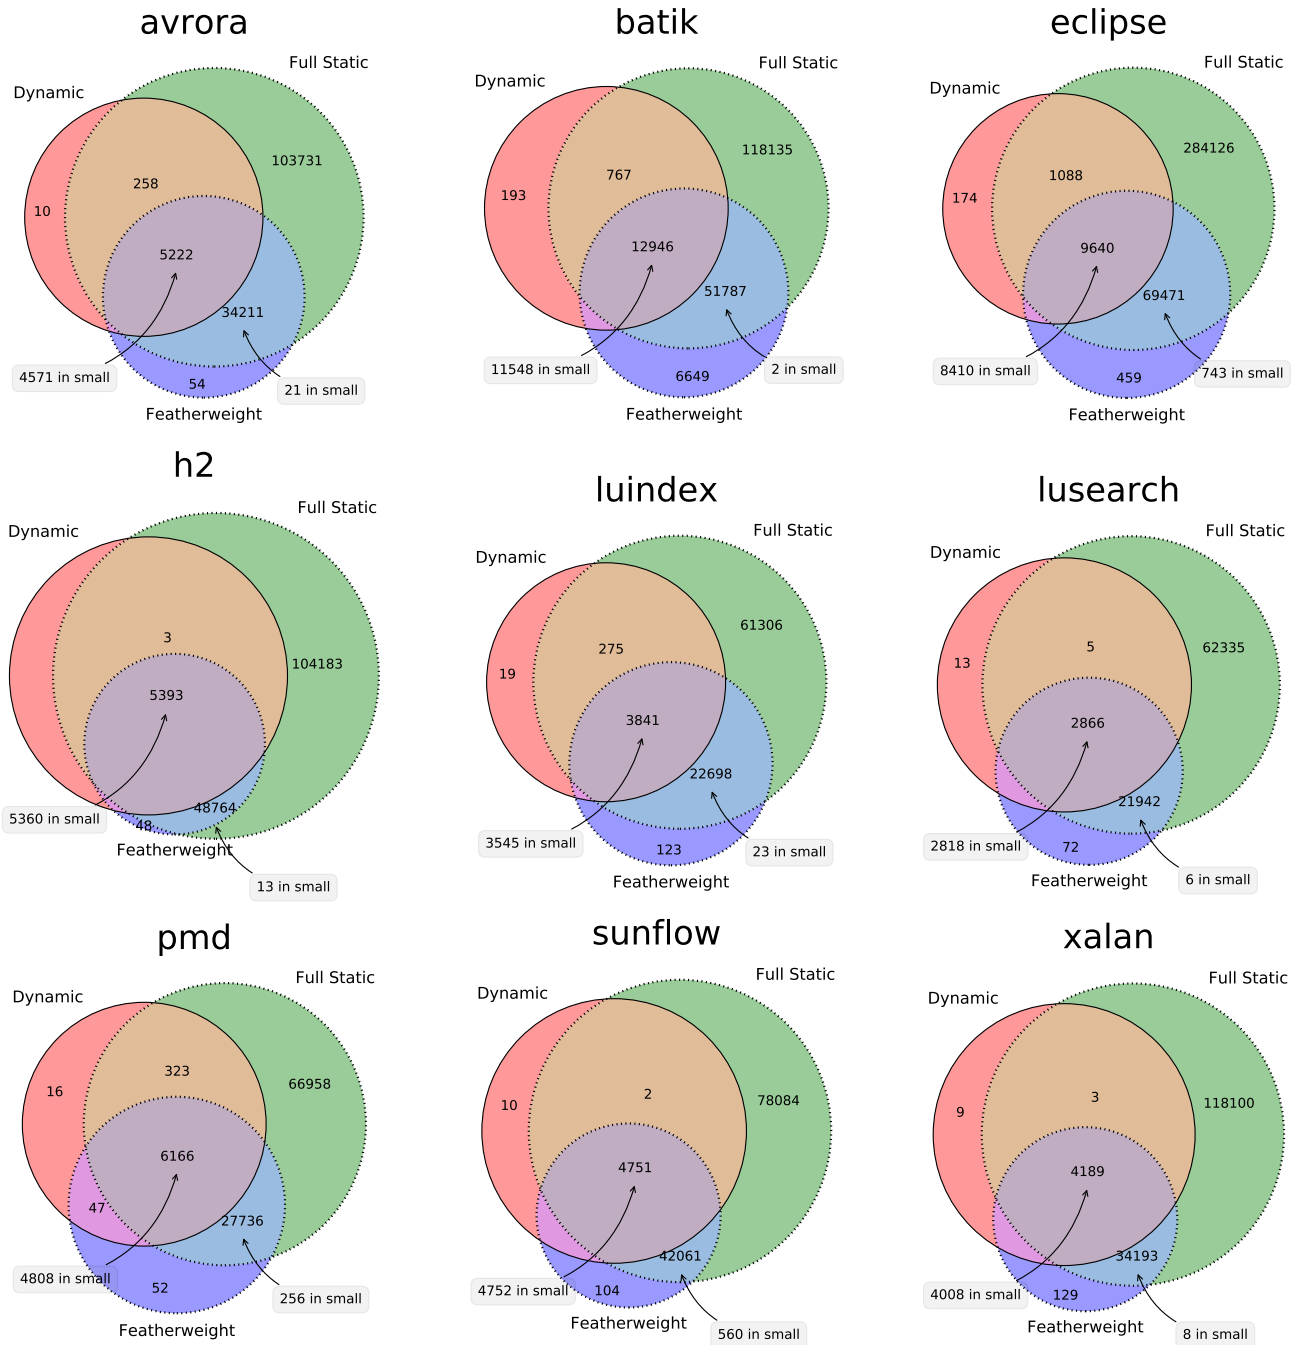 avrora
Dynamic
Full Static
103731
258
10
5222
34211
4571 in small
54
21 in small
Featherweight
batik
Dynamic
Full Static
118135
767
193
12946
51787
11548 in small
6649
2 in small
Featherweight
eclipse
Dynamic
Full Static
284126
1088
174
9640
69471
8410 in small
459
743 in small
Featherweight
h2
Dynamic
Full Static
3
104183
5393
48764
5360 in small
48
Featherweight
13 in small
luindex
Dynamic
Full Static
61306
275
19
3841
22698
3545 in small
123
23 in small
Featherweight
lusearch
Dynamic
Full Static
62335
5
13
2866
21942
2818 in small
72
6 in small
Featherweight
pmd
Dynamic
Full Static
66958
323
16
6166
47
27736
4808 in small
52
256 in small
Featherweight
sunflow
Dynamic
Full Static
78084
2
10
4751
42061
4752 in small
104
Featherweight
560 in small
xalan
Dynamic
Full Static
118100
3
9
4189
34193
4008 in small
129
Featherweight
8 in small